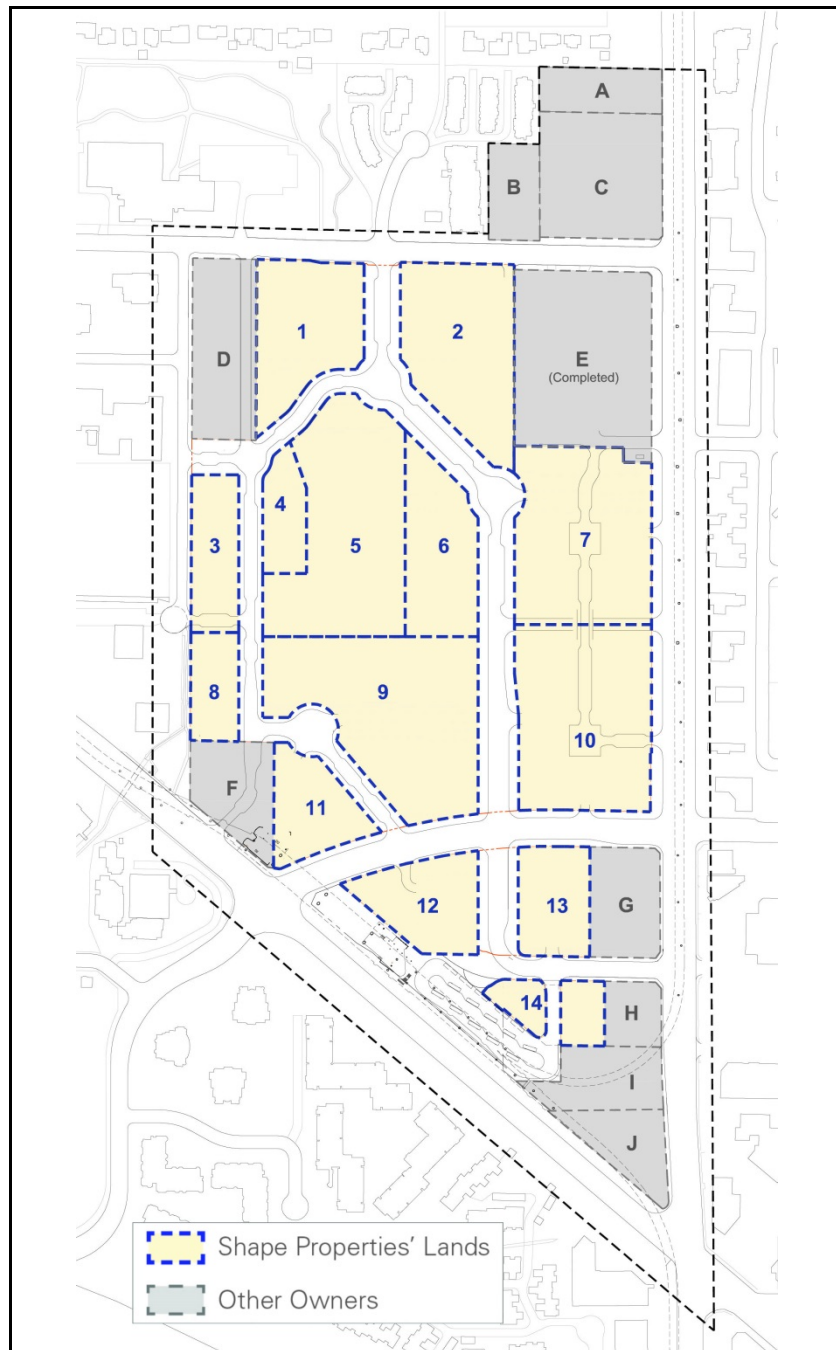 A
B
C
1
2
D
E
(Completed)
4
3
5
6
7
8
9
10
F
11
12
13
G
14
H
I
J
Shape Properties' Lands
Other Owners